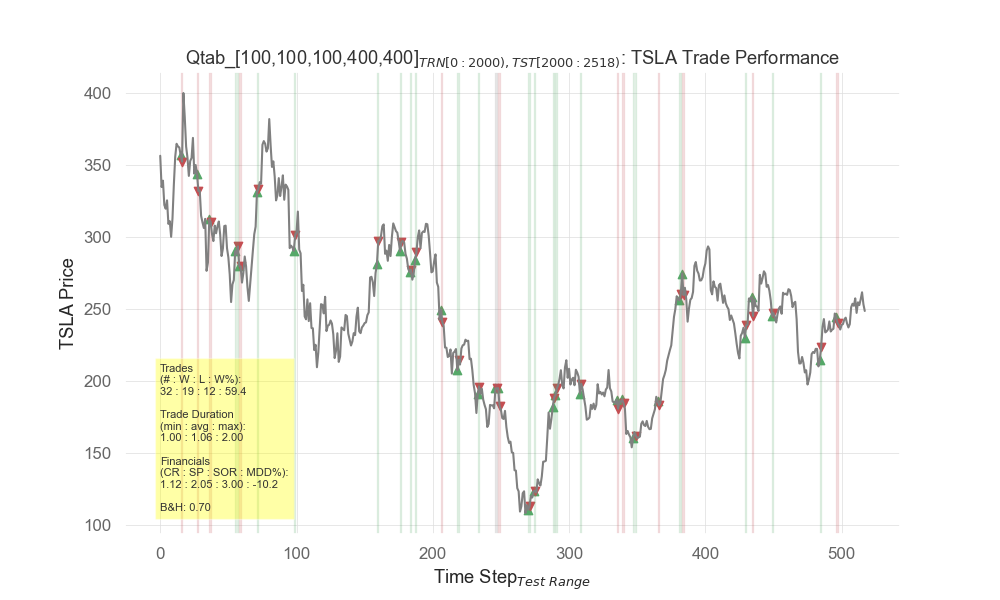 Qtab_[100,100,100,400,400]TRN[0 : 2000), TST[2000 : 2518) : TSLA Trade Performance
400
350
300
250
200
150
100
TSLA Price
Trades
(# : W : L : W%):
32 : 19 : 12 : 59.4
Trade Duration
(min : avg : max):
1.00 : 1.06 : 2.00
Financials
(CR : SP : SOR : MDD%):
1.12 : 2.05 : 3.00 : -10.2
B&H: 0.70
0 100 200 300 400 500
Time Step Test Range